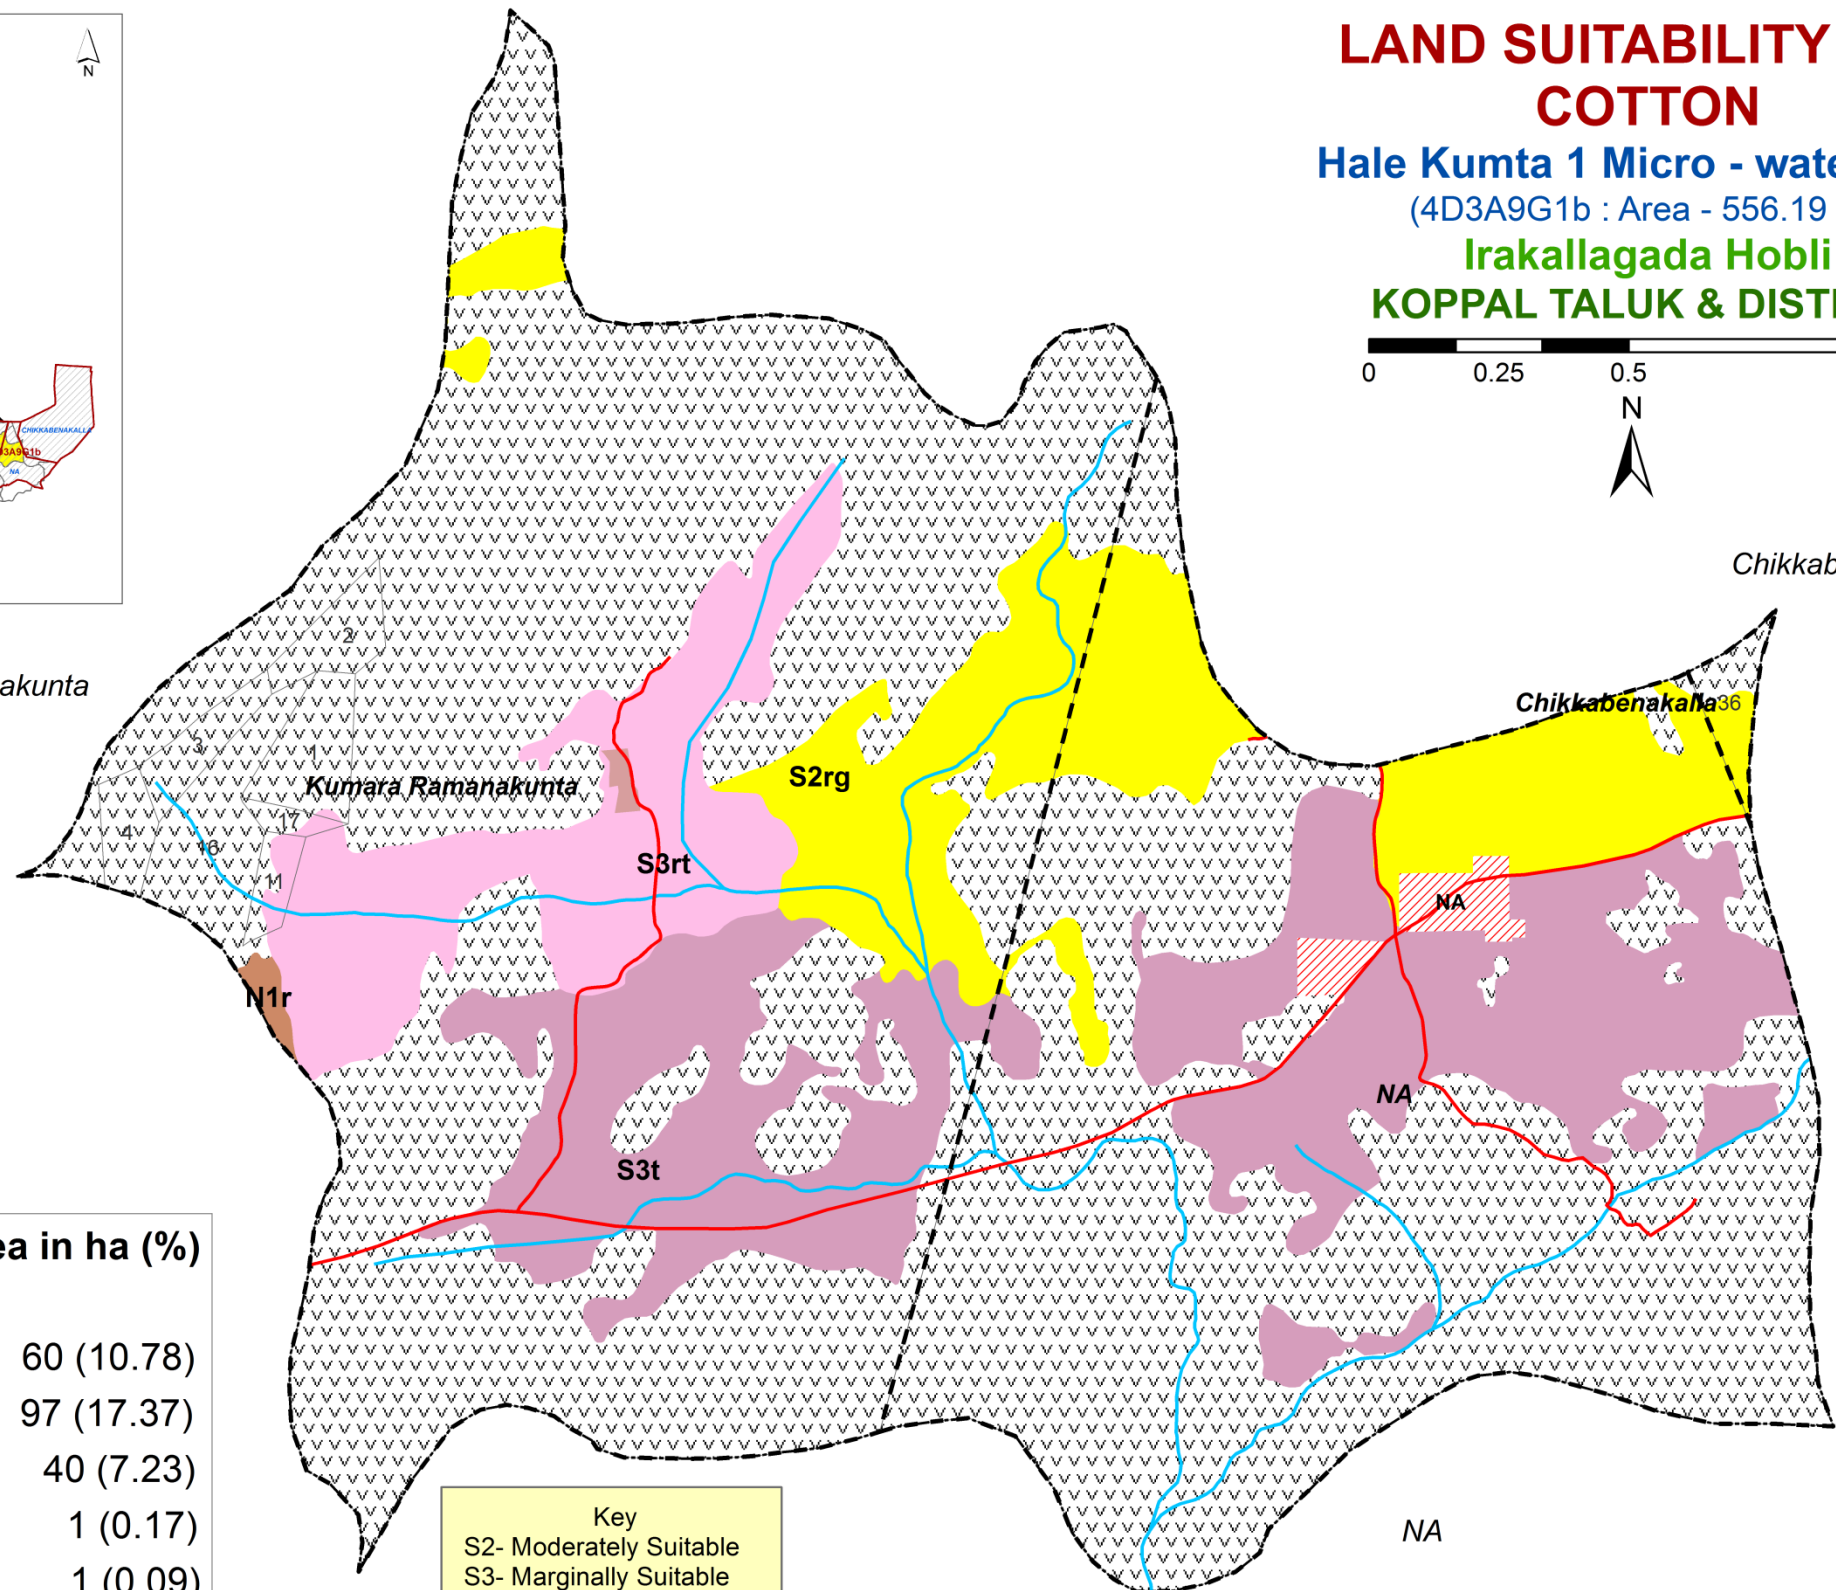 LAND SUITABILITY
COTTON
Hale Kumta 1 Micro - wate
(4D3A9G1b : Area - 556.19
Irakallagada Hobli
KOPPAL TALUK & DIST
0 0.25 0.5
N
N
CHIKKABENAKALLA
D3A9G1b
NA
Chikkab
akunta
Chikkabenakalla
36
2
3
1
Kumara Ramanakunta
S2rg
4
17
16
11
S3rt
NA
N1r
NA
S3t
ea in ha (%)
60 (10.78)
97 (17.37)
40 (7.23)
1 (0.17)
1 (0.09)
Key
S2- Moderately Suitable
S3- Marginally Suitable
NA